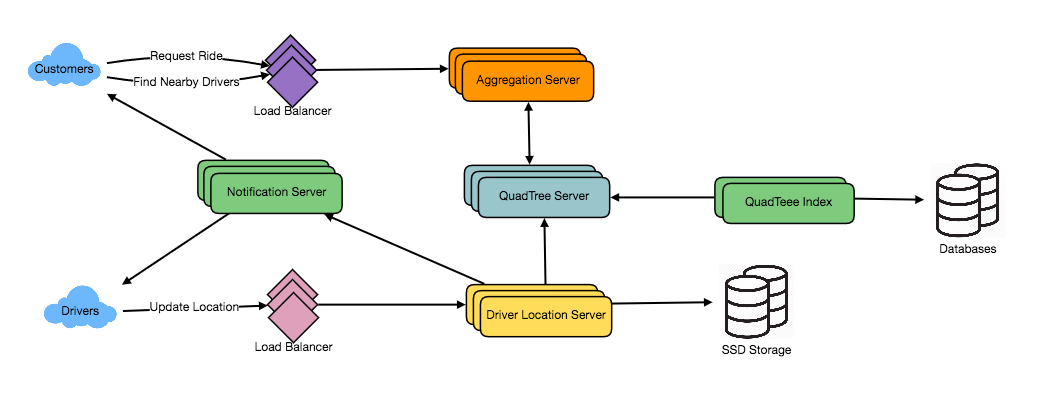 Request Ride
Customers
Find Nearby Drivers
Load Balancer
Aggregation Server
Notification Server
QuadTree Server
QuadTeee Index
Databases
Drivers
Update Location
Load Balancer
Driver Location Server
SSD Storage